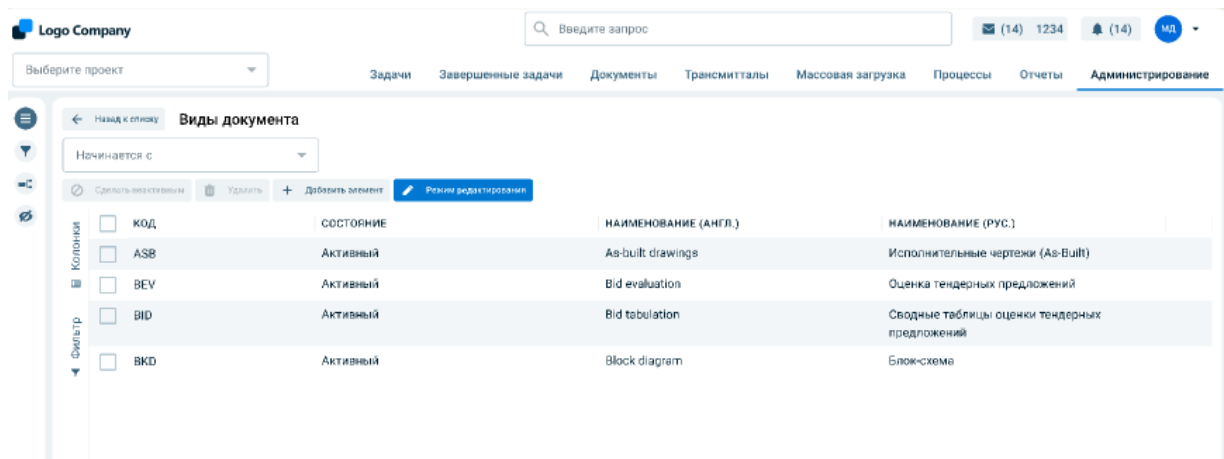 Logo Company
Введите запрос
(14) 1234
(14)
МД
Выберите проект
Задачи Завершенные задачи Документы Трансмитталы Массовая загрузка Процессы Отчеты Администрирование
Назад к списку Виды документа
Начинается с
Сделать неактивным Удалить + Добавить элемент Режим редактирования
Колонки
Фильтр
КОД СОСТОЯНИЕ НАИМЕНОВАНИЕ (АНГЛ.) НАИМЕНОВАНИЕ (РУС.)
ASB Активный As-built drawings Исполнительные чертежи (As-Built)
BEV Активный Bid evaluation Оценка тендерных предложений
BID Активный Bid tabulation Сводные таблицы оценки тендерных
предложений
BKD Активный Block diagram Блок-схема